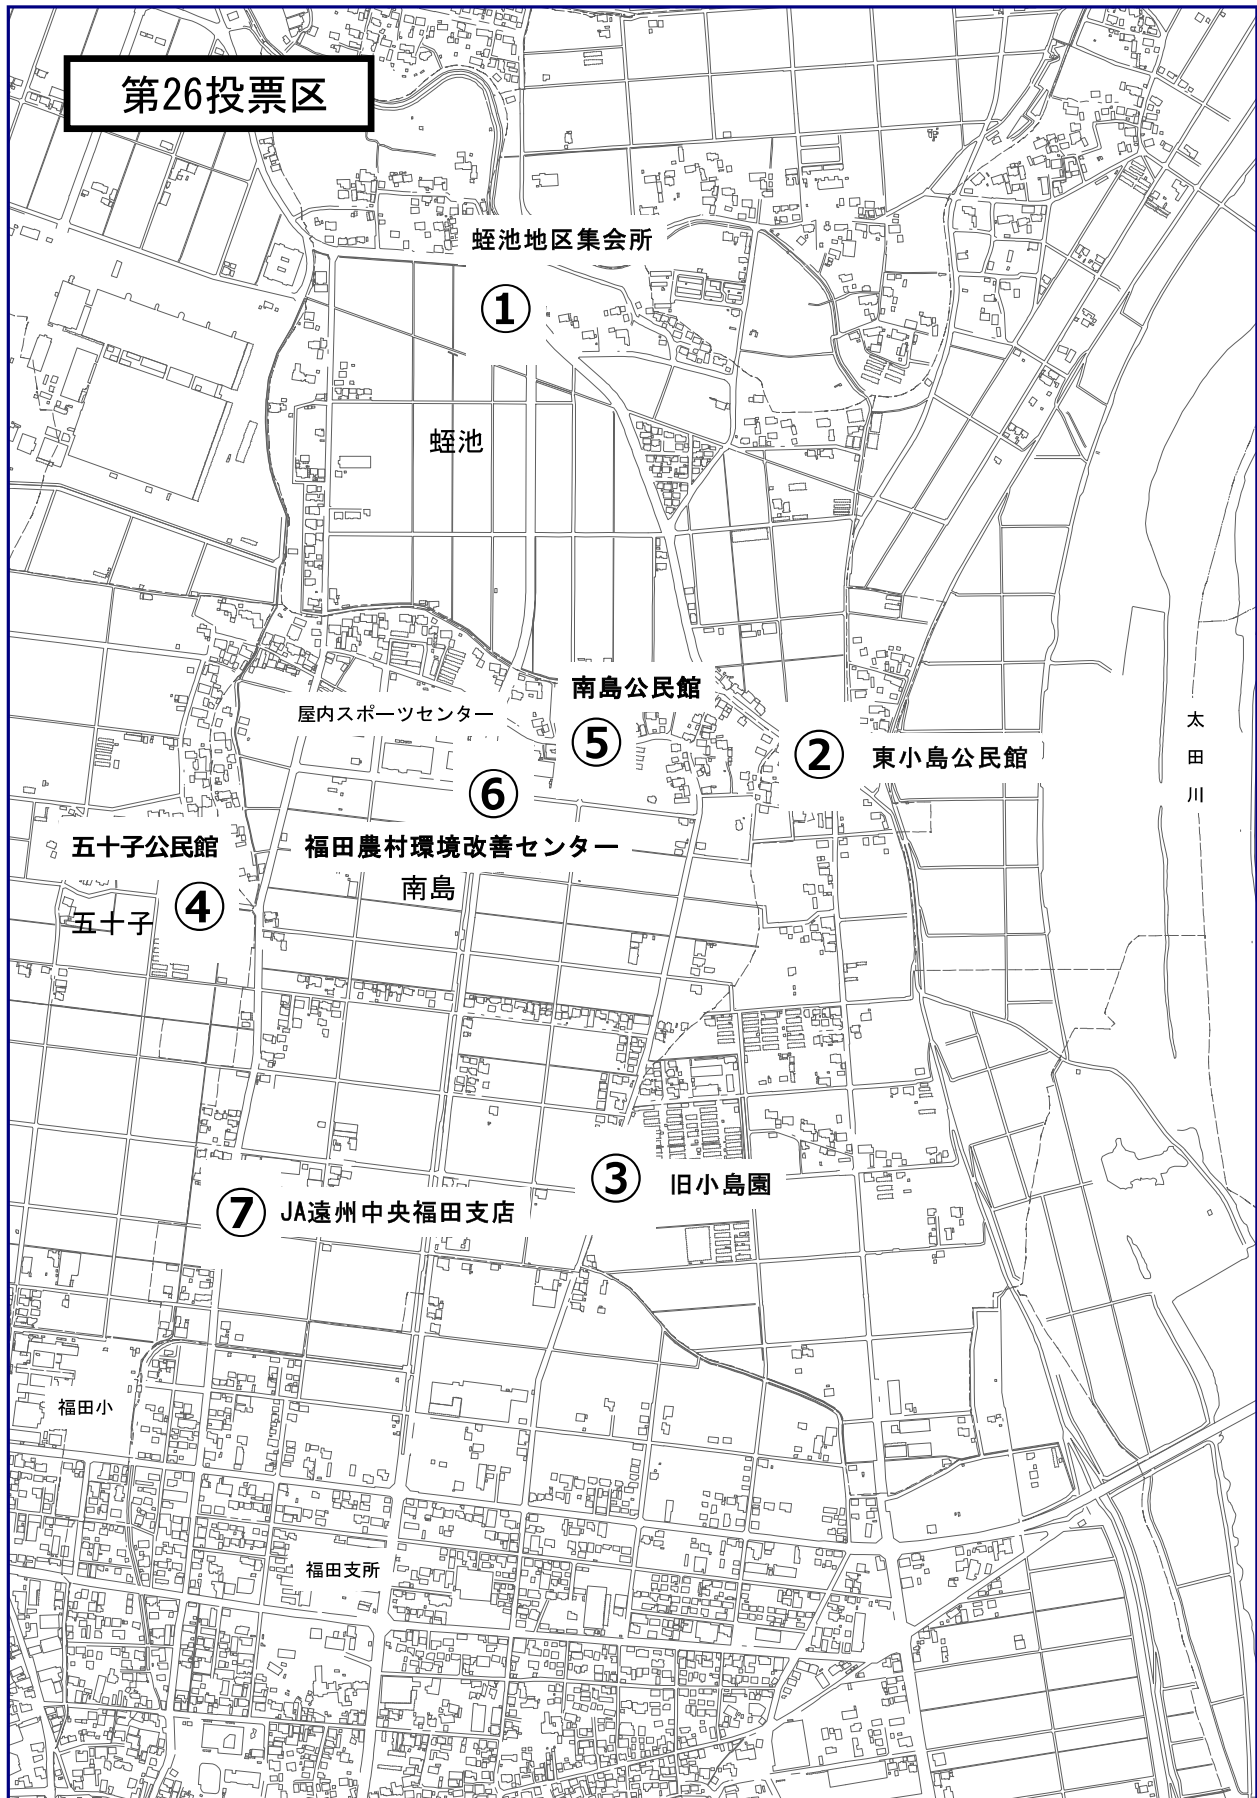 第26投票区
蛭池地区集会所
①
蛭池
南島公民館
屋内スポーツセンター
⑤
②
東小島公民館
太田川
⑥
五十子公民館
福田農村環境改善センター
南島
④
五十子
③
旧小島園
⑦
JA遠州中央福田支店
福田小
福田支所